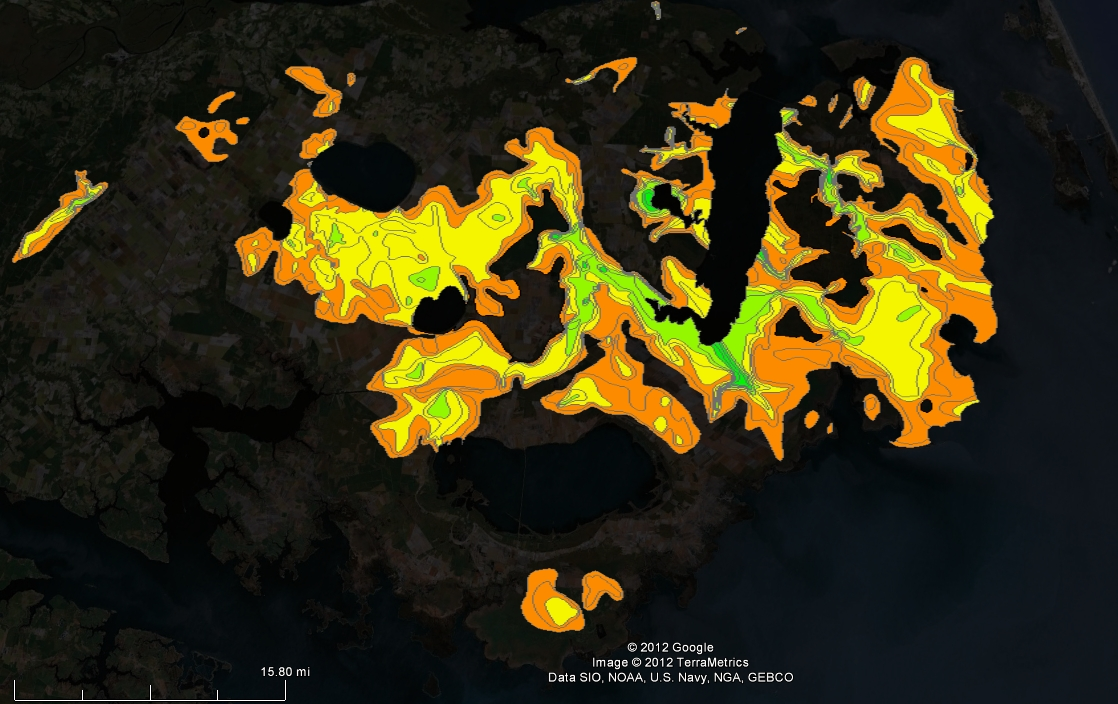 © 2012 Google
Image © 2012 TerraMetrics
15.80 mi
Data SIO, NOAA, U.S. Navy, NGA, GEBCO